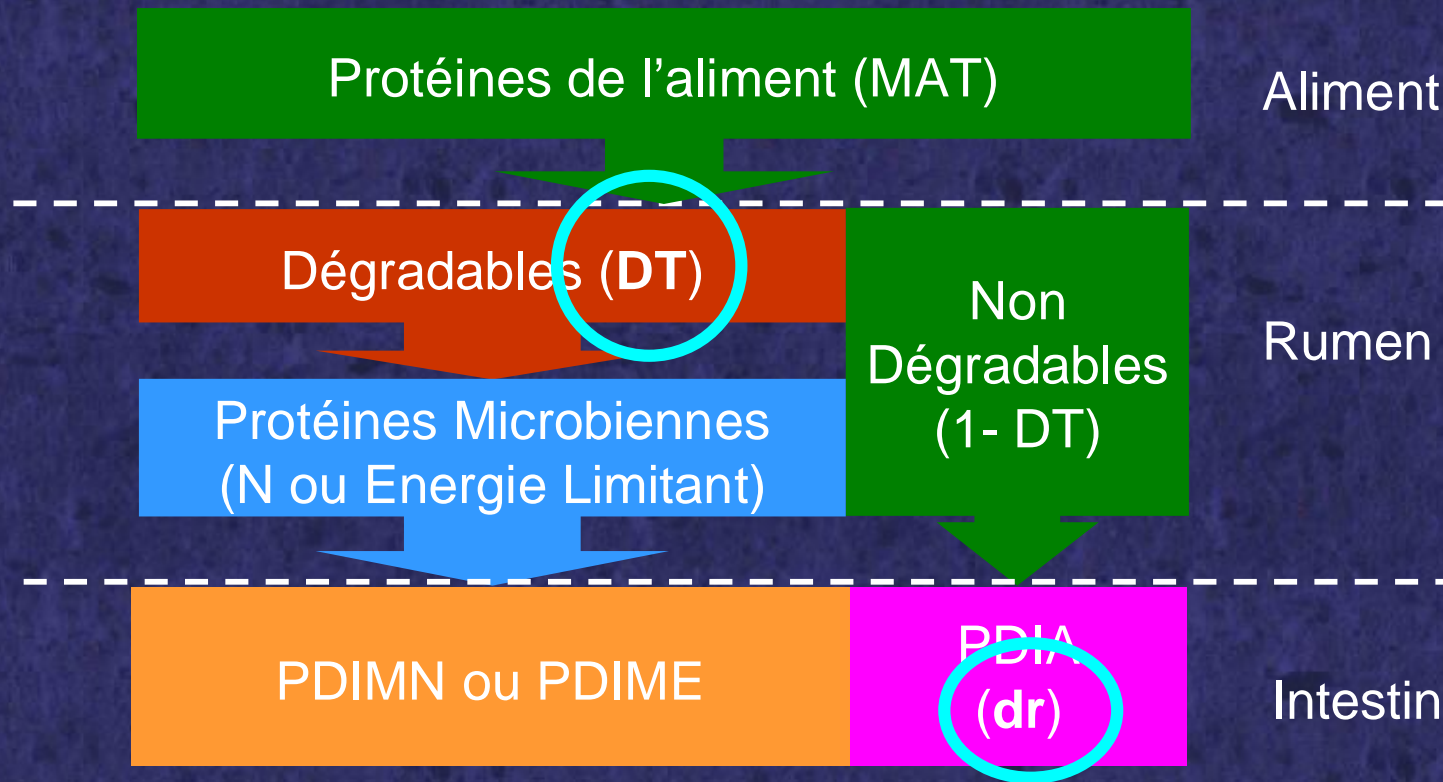 Protéines de l’aliment (MAT)
Aliment
Dégradables (DT)
Non
Dégradables
(1- DT)
Rumen
Protéines Microbiennes
(N ou Energie Limitant)
PDIMN ou PDIME
PDIA
(dr)
Intestin